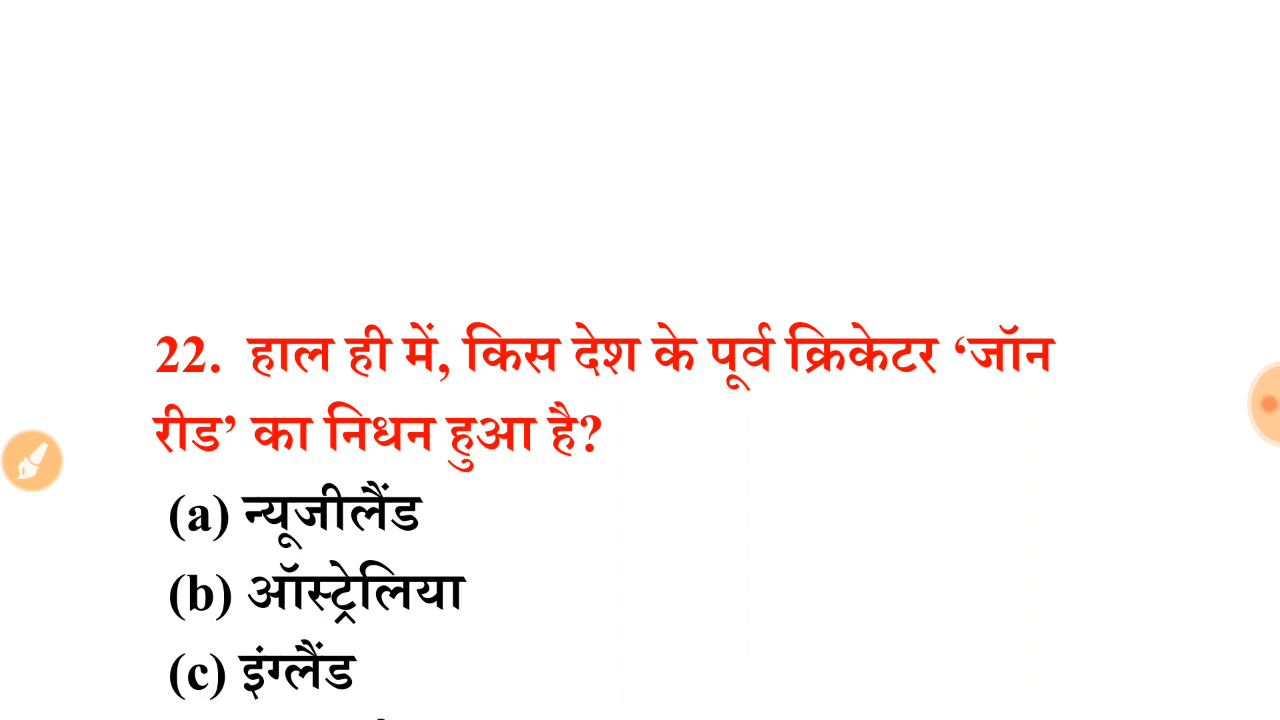 22. हाल ही में, किस देश के पूर्व क्रिकेटर ‘जॉन
रीड’ का निधन हुआ है?
(a) न्यूजीलैंड
(b) ऑस्ट्रेलिया
(c) इंग्लैंड